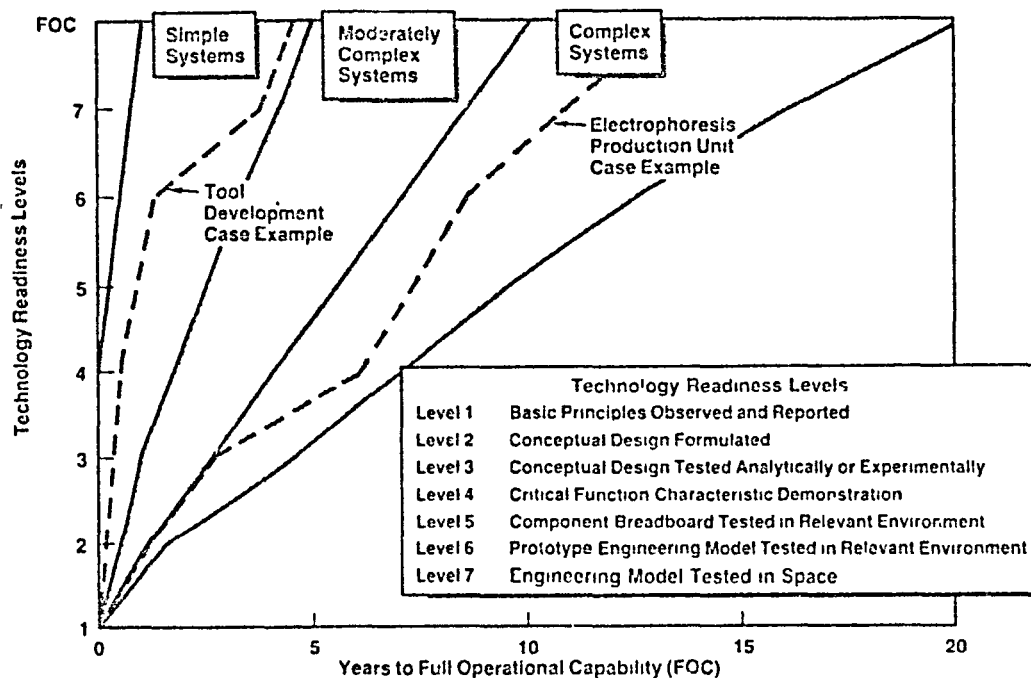 FOC
Simple
Systems
Moderately
Complex
Systems
Complex
Systems
7
Electrophoresis
Production Unit
Case Example
6
Tool
Development
Case Example
5
4
3
2
1
Technology Readiness Levels
Technology Readiness Levels
Level 1 Basic Principles Observed and Reported
Level 2 Conceptual Design Formulated
Level 3 Conceptual Design Tested Analytically or Experimentally
Level 4 Critical Function Characteristic Demonstration
Level 5 Component Breadboard Tested in Relevant Environment
Level 6 Prototype Engineering Model Tested in Relevant Environment
Level 7 Engineering Model Tested in Space
0 5 10 15 20
Years to Full Operational Capability (FOC)